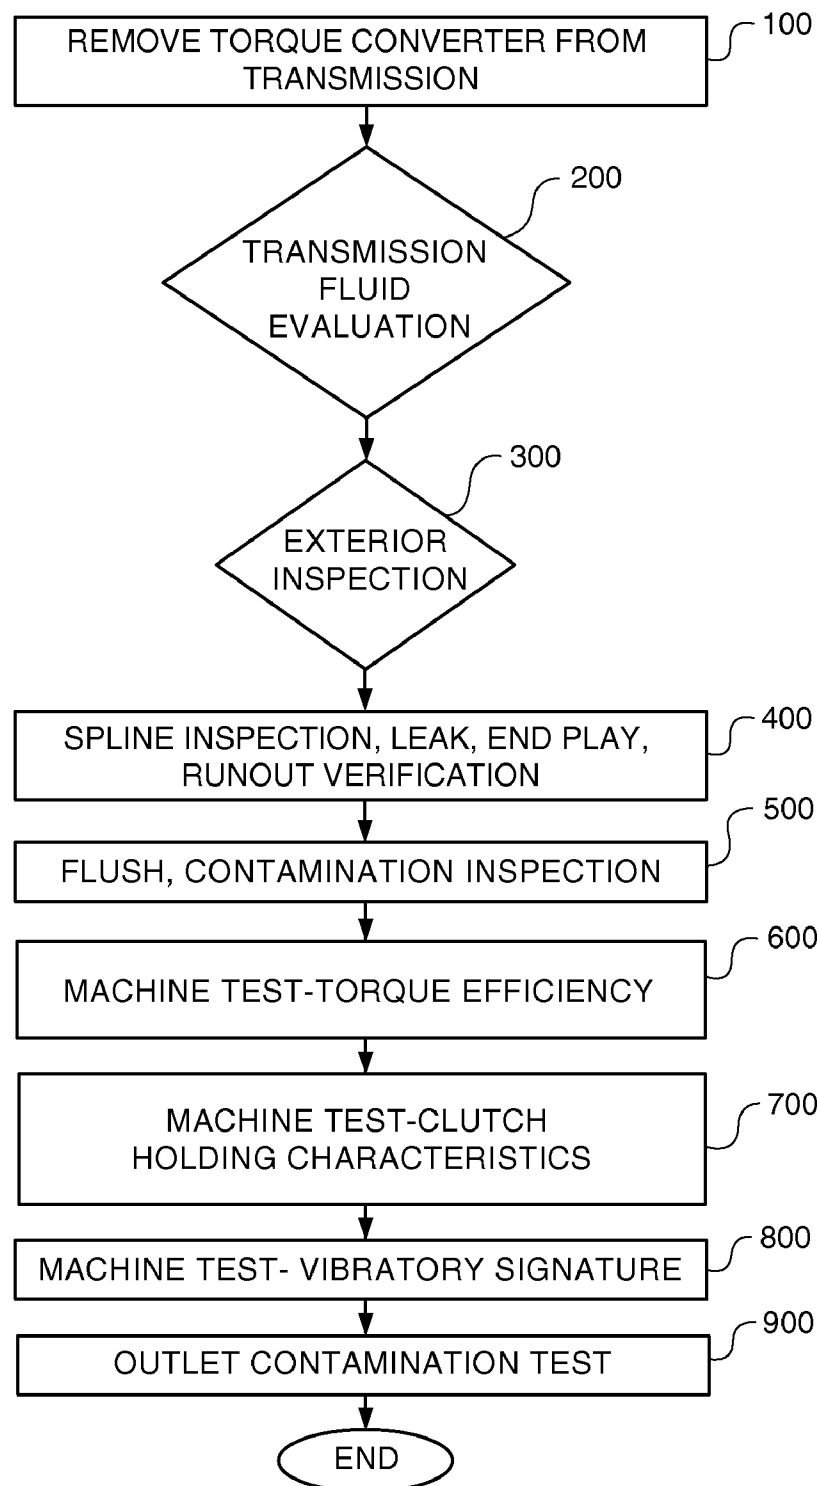 REMOVE TORQUE CONVERTER FROM
TRANSMISSION
100
200
TRANSMISSION
FLUID
EVALUATION
300
EXTERIOR
INSPECTION
400
SPLINE INSPECTION, LEAK, END PLAY,
RUNOUT VERIFICATION
500
FLUSH, CONTAMINATION INSPECTION
600
MACHINE TEST-TORQUE EFFICIENCY
700
MACHINE TEST-CLUTCH
HOLDING CHARACTERISTICS
800
MACHINE TEST- VIBRATORY SIGNATURE
900
OUTLET CONTAMINATION TEST
END